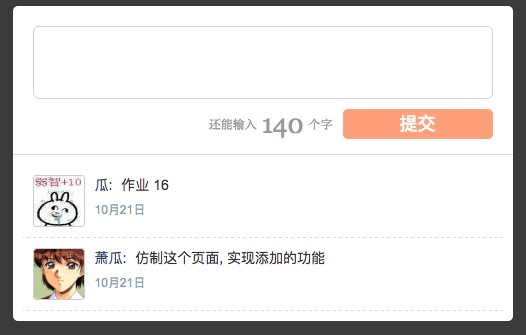 还能输入 140 个字
提交
弱智+10
瓜: 作业 16
10月21日
萧瓜: 仿制这个页面, 实现添加的功能
10月21日